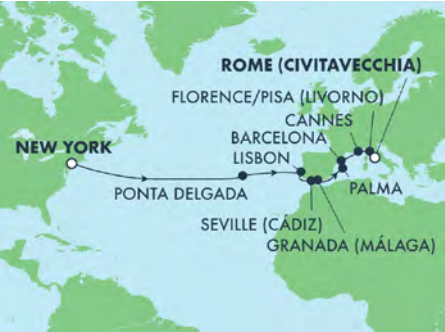 ROME (CIVITAVECCHIA)
FLORENCE/PISA (LIVORNO)
CANNES
BARCELONA
NEW YORK
LISBON
PONTA DELGADA
PALMA
SEVILLE (CÁDIZ)
GRANADA (MÁLAGA)